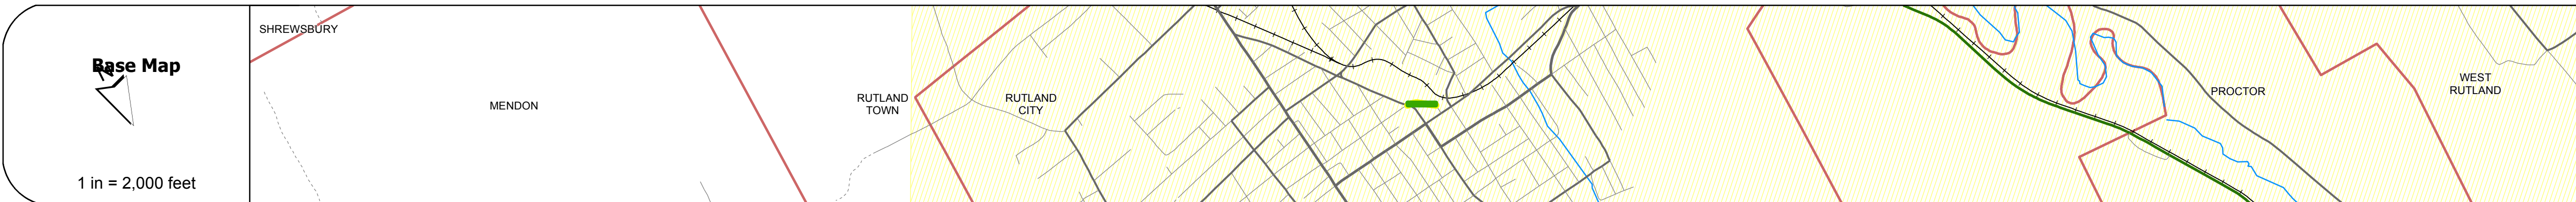 SHREWSBURY
Base Map
N
1 in = 2,000 feet
MENDON
RUTLAND
TOWN
RUTLAND
CITY
PROCTOR
WEST
RUTLAND